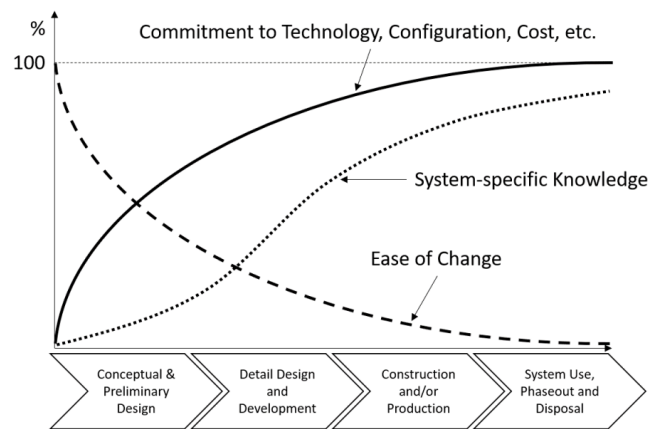 Commitment to Technology, Configuration, Cost, etc.
%
100
System-specific Knowledge
Ease of Change
Conceptual &
Preliminary
Design
Detail Design
and
Development
Construction
and/or
Production
System Use,
Phaseout and
Disposal